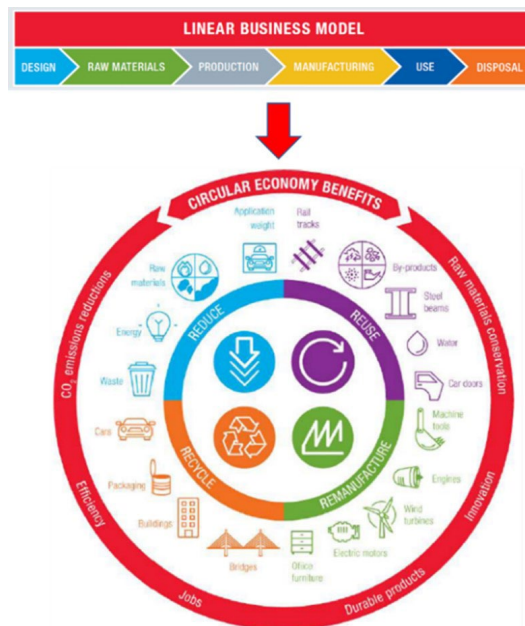 LINEAR BUSINESS MODEL
DESIGN
RAW MATERIALS
PRODUCTION
MANUFACTURING
USE
DISPOSAL
CIRCULAR ECONOMY BENEFITS
Raw materials conservation
Innovation
Durable products
Jobs
Efficiency
CO₂ emissions reductions
REDUCE
Application
weight
Raw
materials
Energy
Waste
REUSE
Rail
tracks
By-products
Steel
beams
Water
Car doors
REMANUFACTURE
Machine
tools
Engines
Wind
turbines
Electric motors
Office
furniture
RECYCLE
Cars
Packaging
Buildings
Bridges